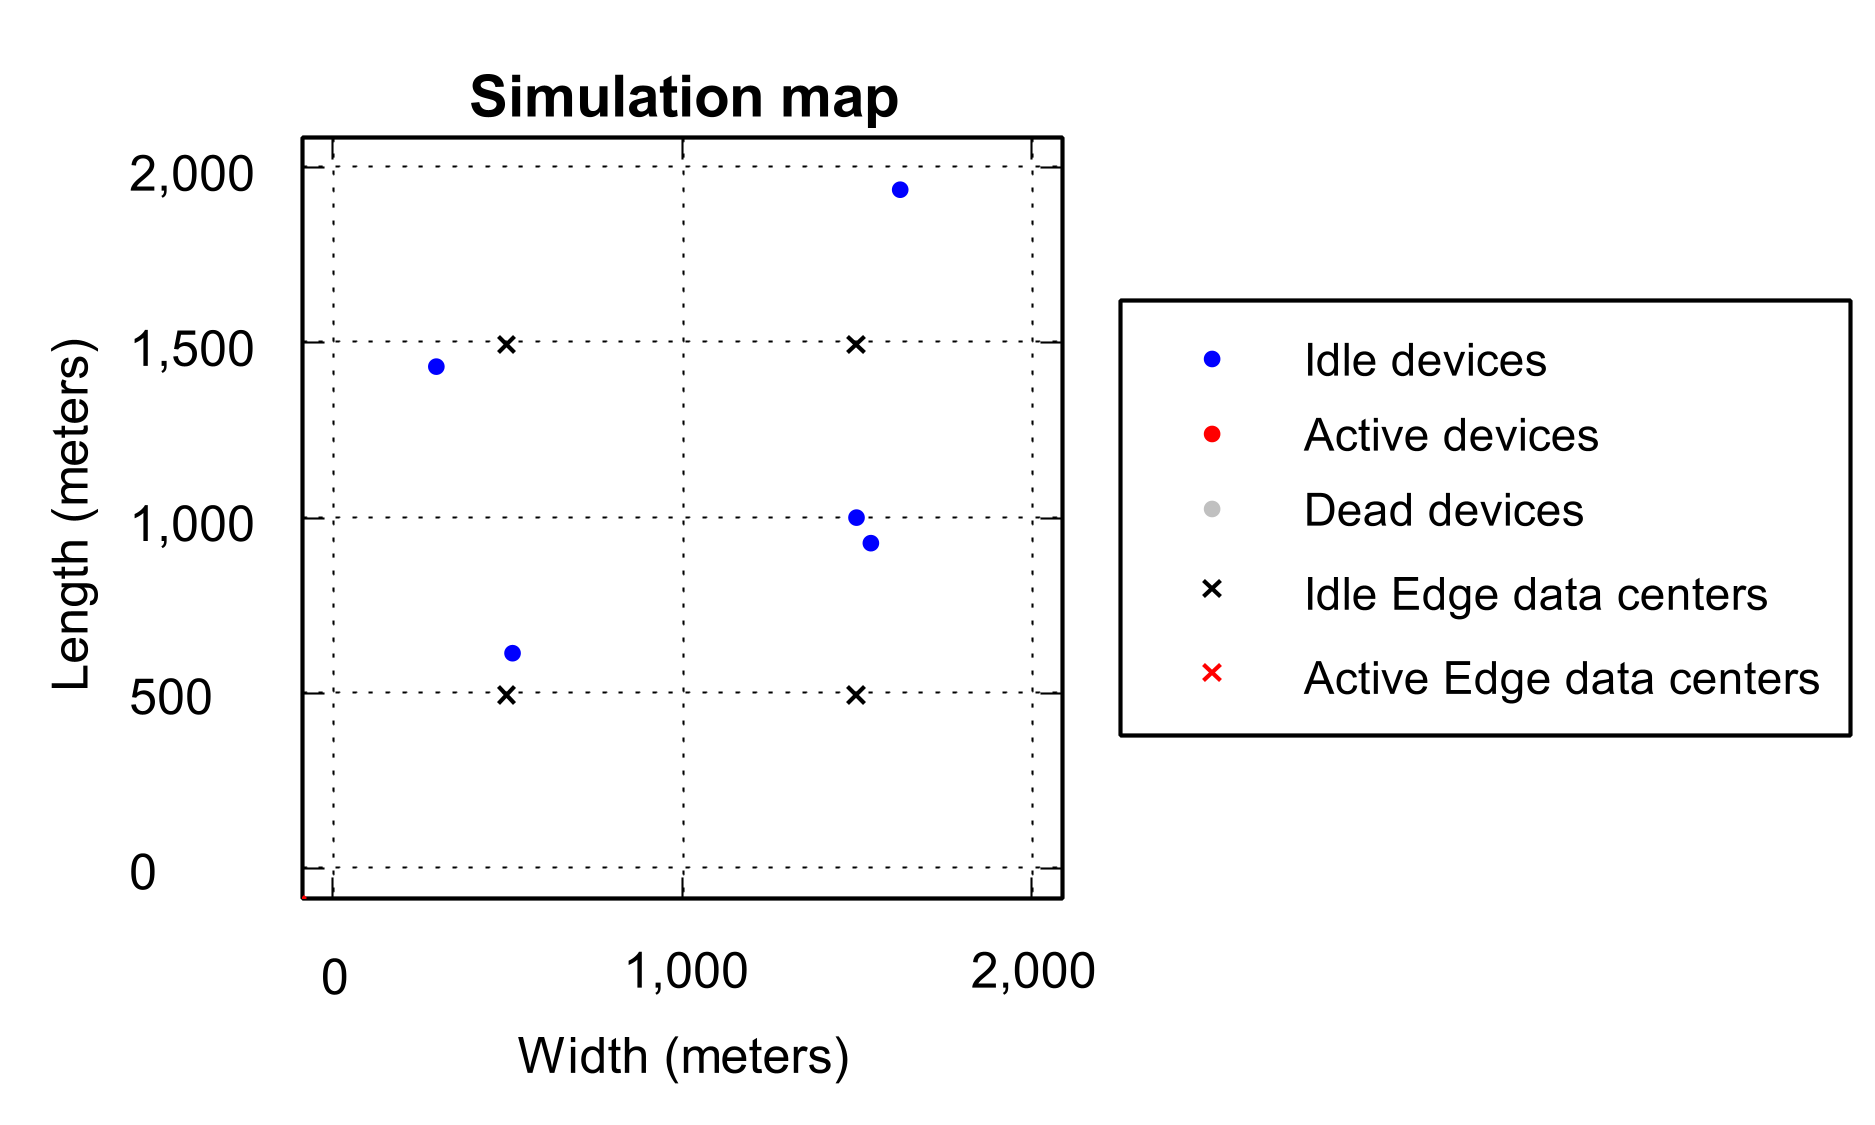 Simulation map
2,000
1,500
1,000
500
0
Length (meters)
0 1,000 2,000
Width (meters)
Idle devices
Active devices
Dead devices
Idle Edge data centers
Active Edge data centers